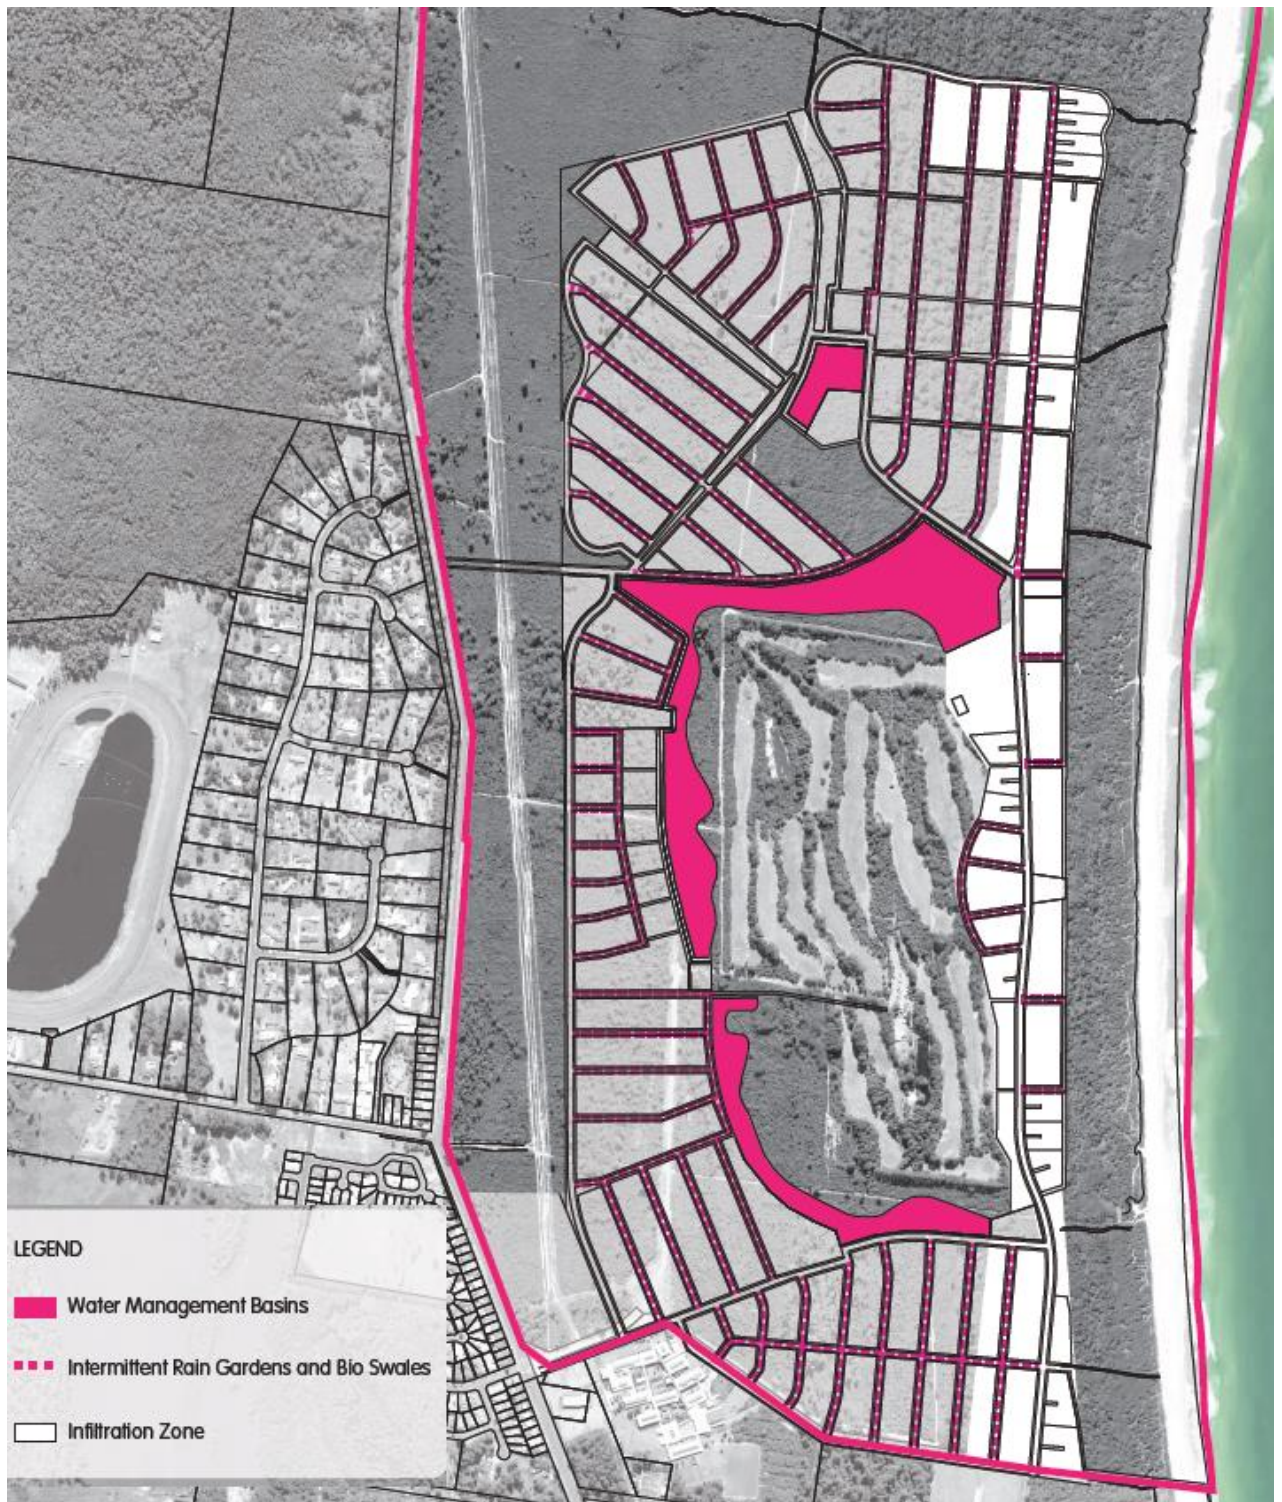 LEGEND
Water Management Basins
Intermittent Rain Gardens and Bio Swales
Infiltration Zone